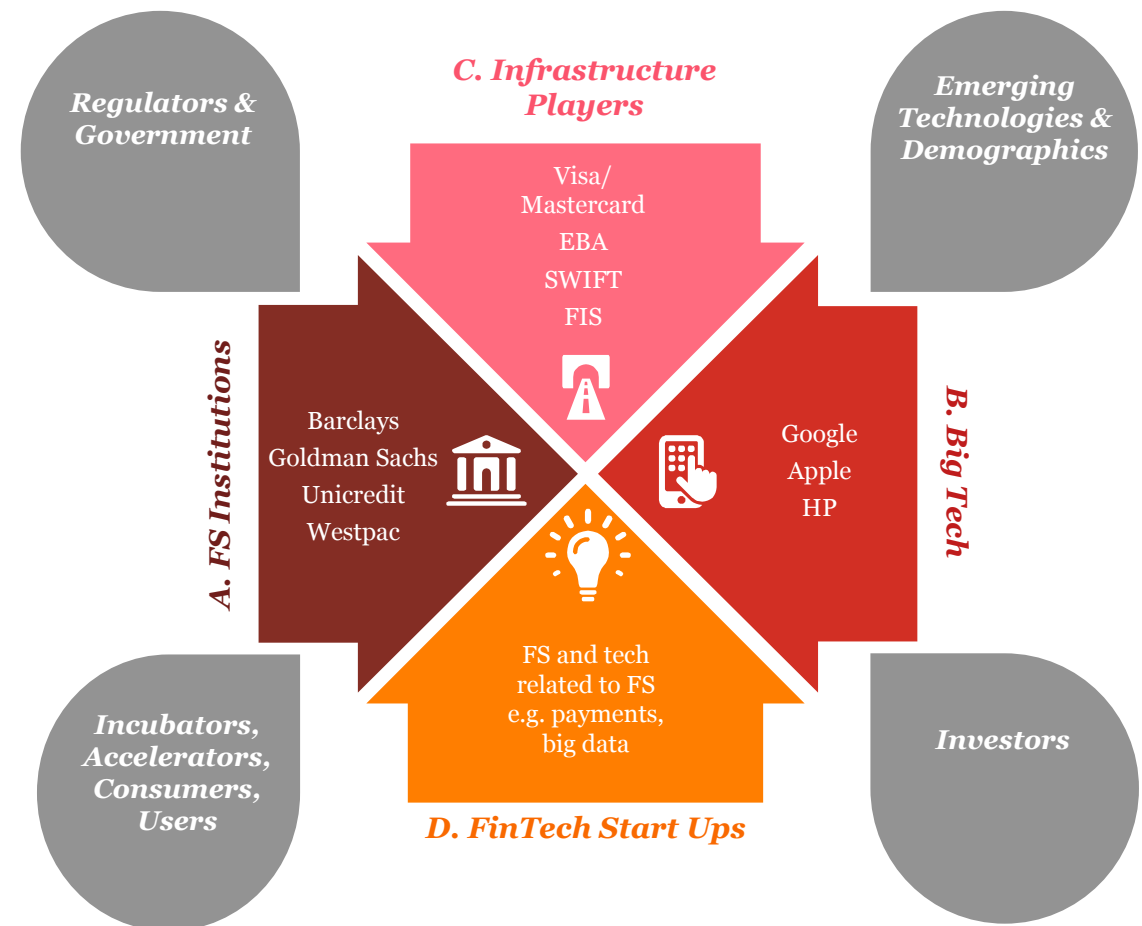 Regulators &
Government
C. Infrastructure
Players
Emerging
Technologies &
Demographics
Visa/
Mastercard
EBA
SWIFT
FIS
A. FS Institutions
Barclays
Goldman Sachs
Unicredit
Westpac
Google
Apple
HP
B. Big Tech
FS and tech
related to FS
e.g. payments,
big data
D. FinTech Start Ups
Incubators,
Accelerators,
Consumers,
Users
Investors